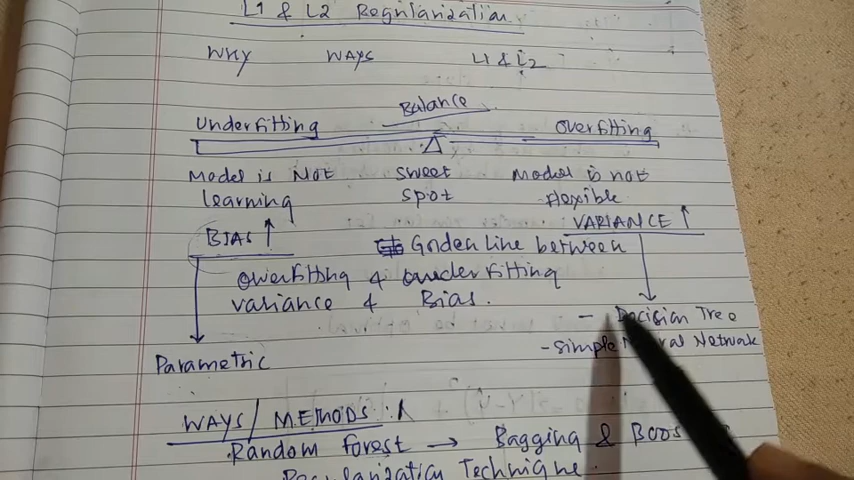 L1 & L2 Regularization
WHY WAYS L1 & L2
Balance
Underfitting overfitting
Model is Not sweet Model is not
learning spot flexible
BIAS ↑ VARIANCE ↑
Golden Line between
overfitting & underfitting
variance & Bias.
- Decision Tree
- simple Network
Parametric
WAYS/ METHODS :
Random Forest → Bagging &
Regularization Technique.